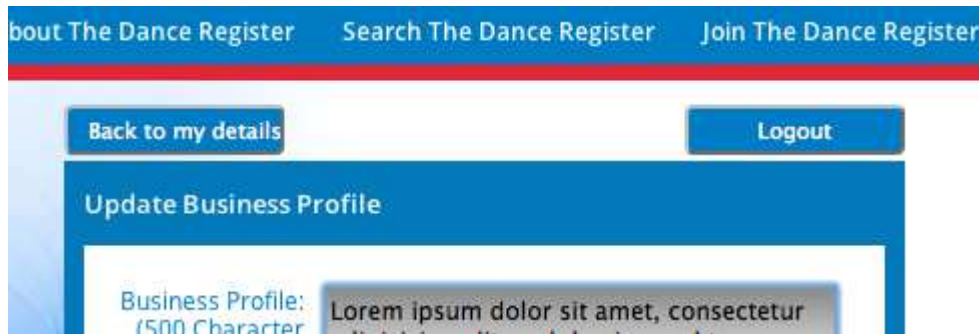 bout The Dance Register Search The Dance Register Join The Dance Register
Back to my details Logout
Update Business Profile
Business Profile: Lorem ipsum dolor sit amet, consectetur
(500 Character